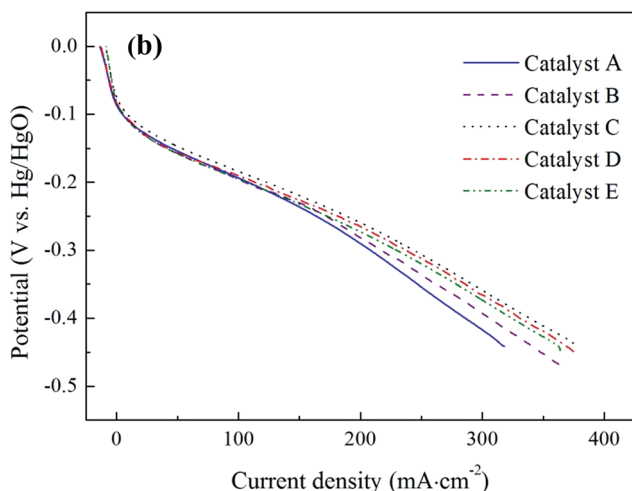 (b)
Catalyst A
Catalyst B
Catalyst C
Catalyst D
Catalyst E
Potential (V vs. Hg/HgO)
0.0
-0.1
-0.2
-0.3
-0.4
-0.5
0
100
200
300
400
Current density (mA·cm⁻²)